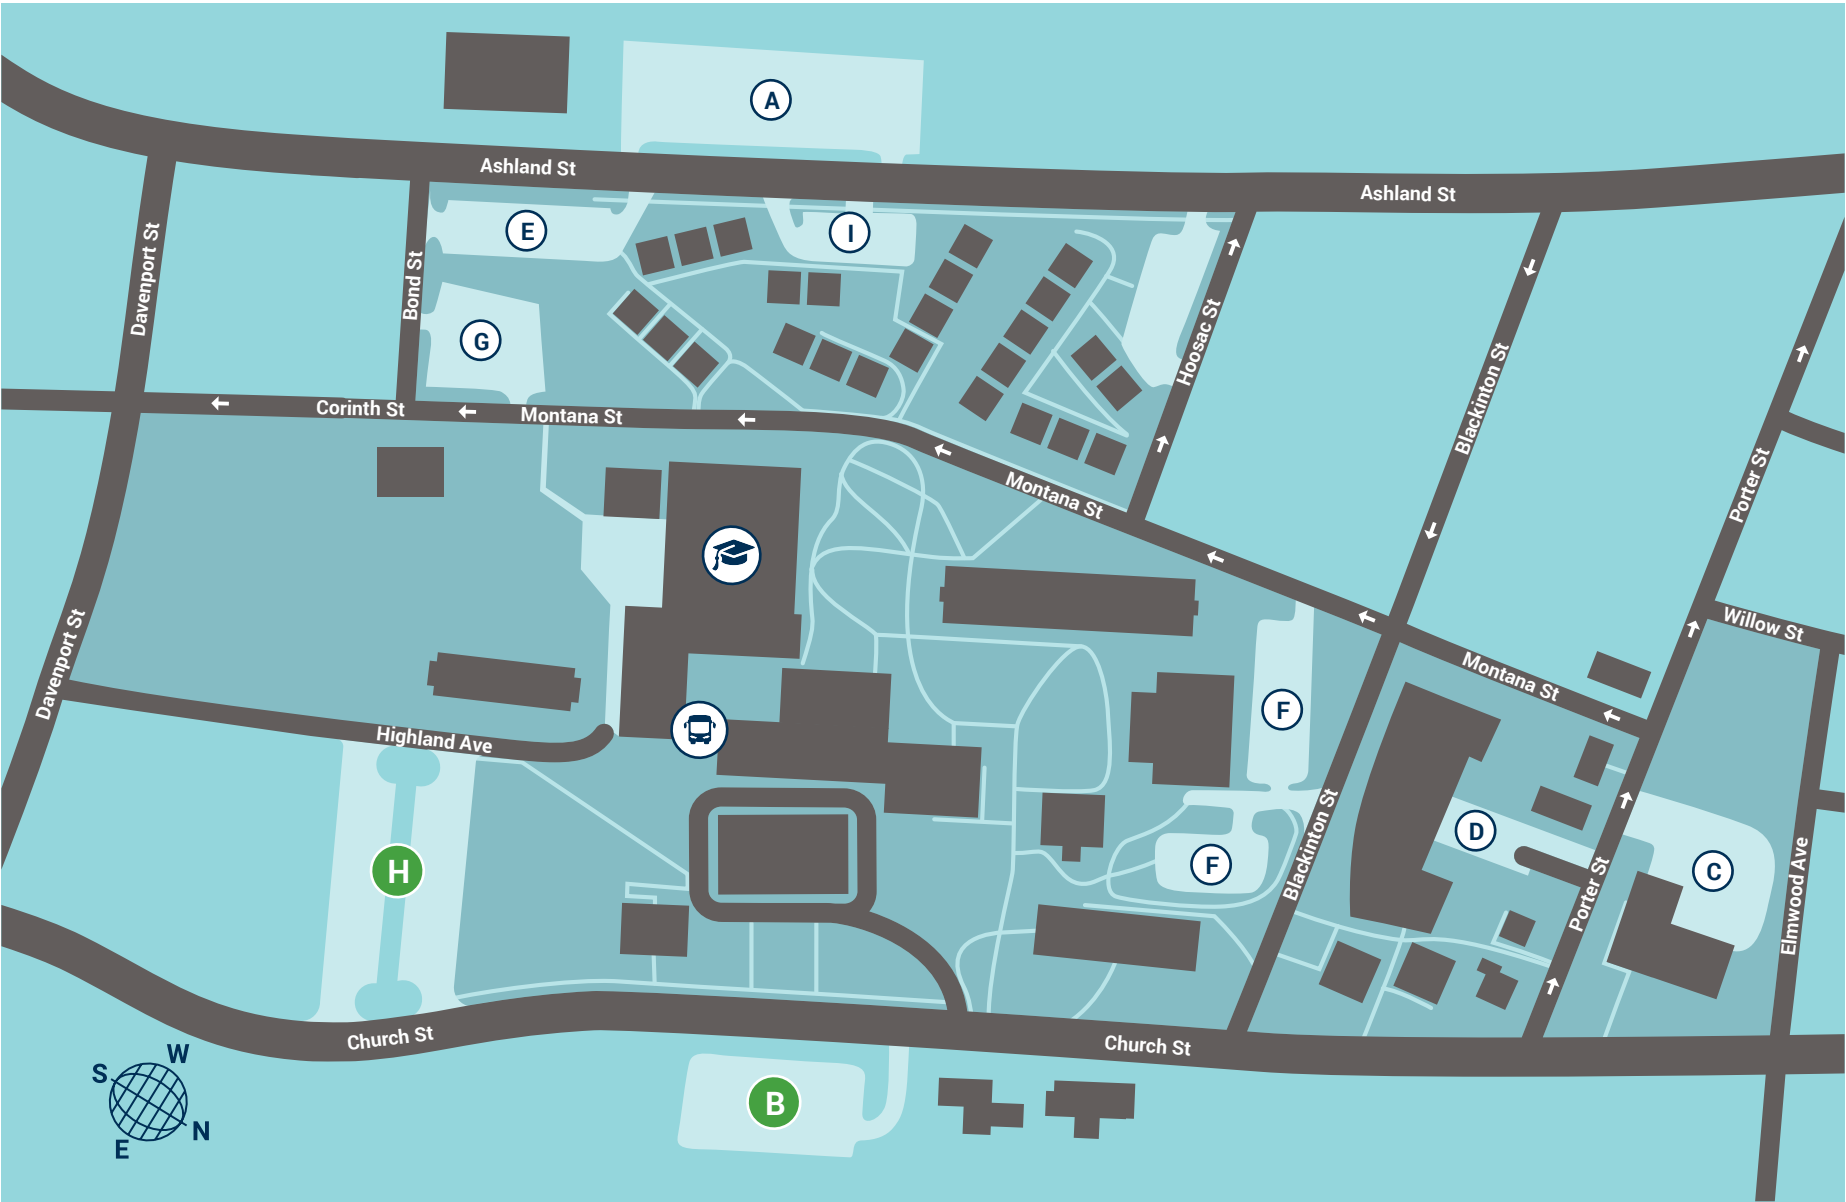 A
Ashland St
Ashland St
E
I
Davenport St
Bond St
G
Hoosac St
Blackinton St
Corinth St
Montana St
Montana St
Porter St
Willow St
Davenport St
Montana St
Highland Ave
F
D
H
F
Blackinton St
Porter St
C
Elmwood Ave
Church St
Church St
W
S
N
E
B